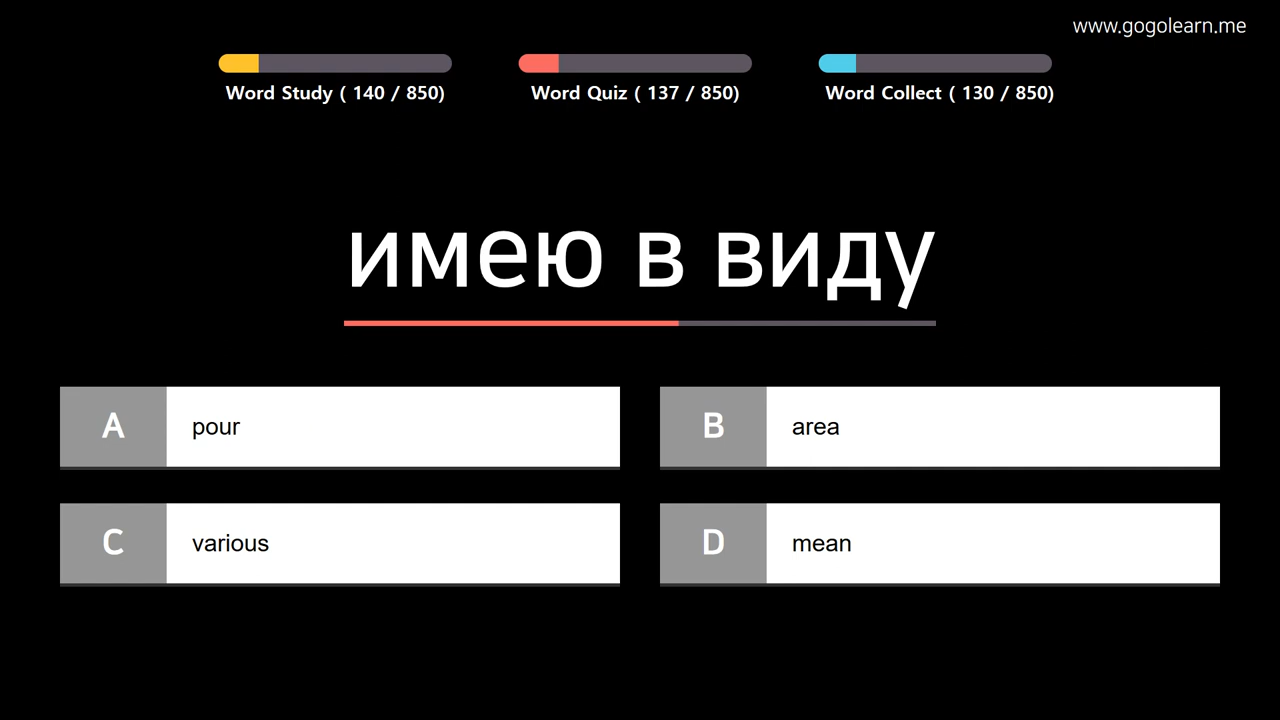 www.gogolearn.me
Word Study ( 140 / 850)
Word Quiz ( 137 / 850)
Word Collect ( 130 / 850)
имею в виду
A pour
B area
C various
D mean